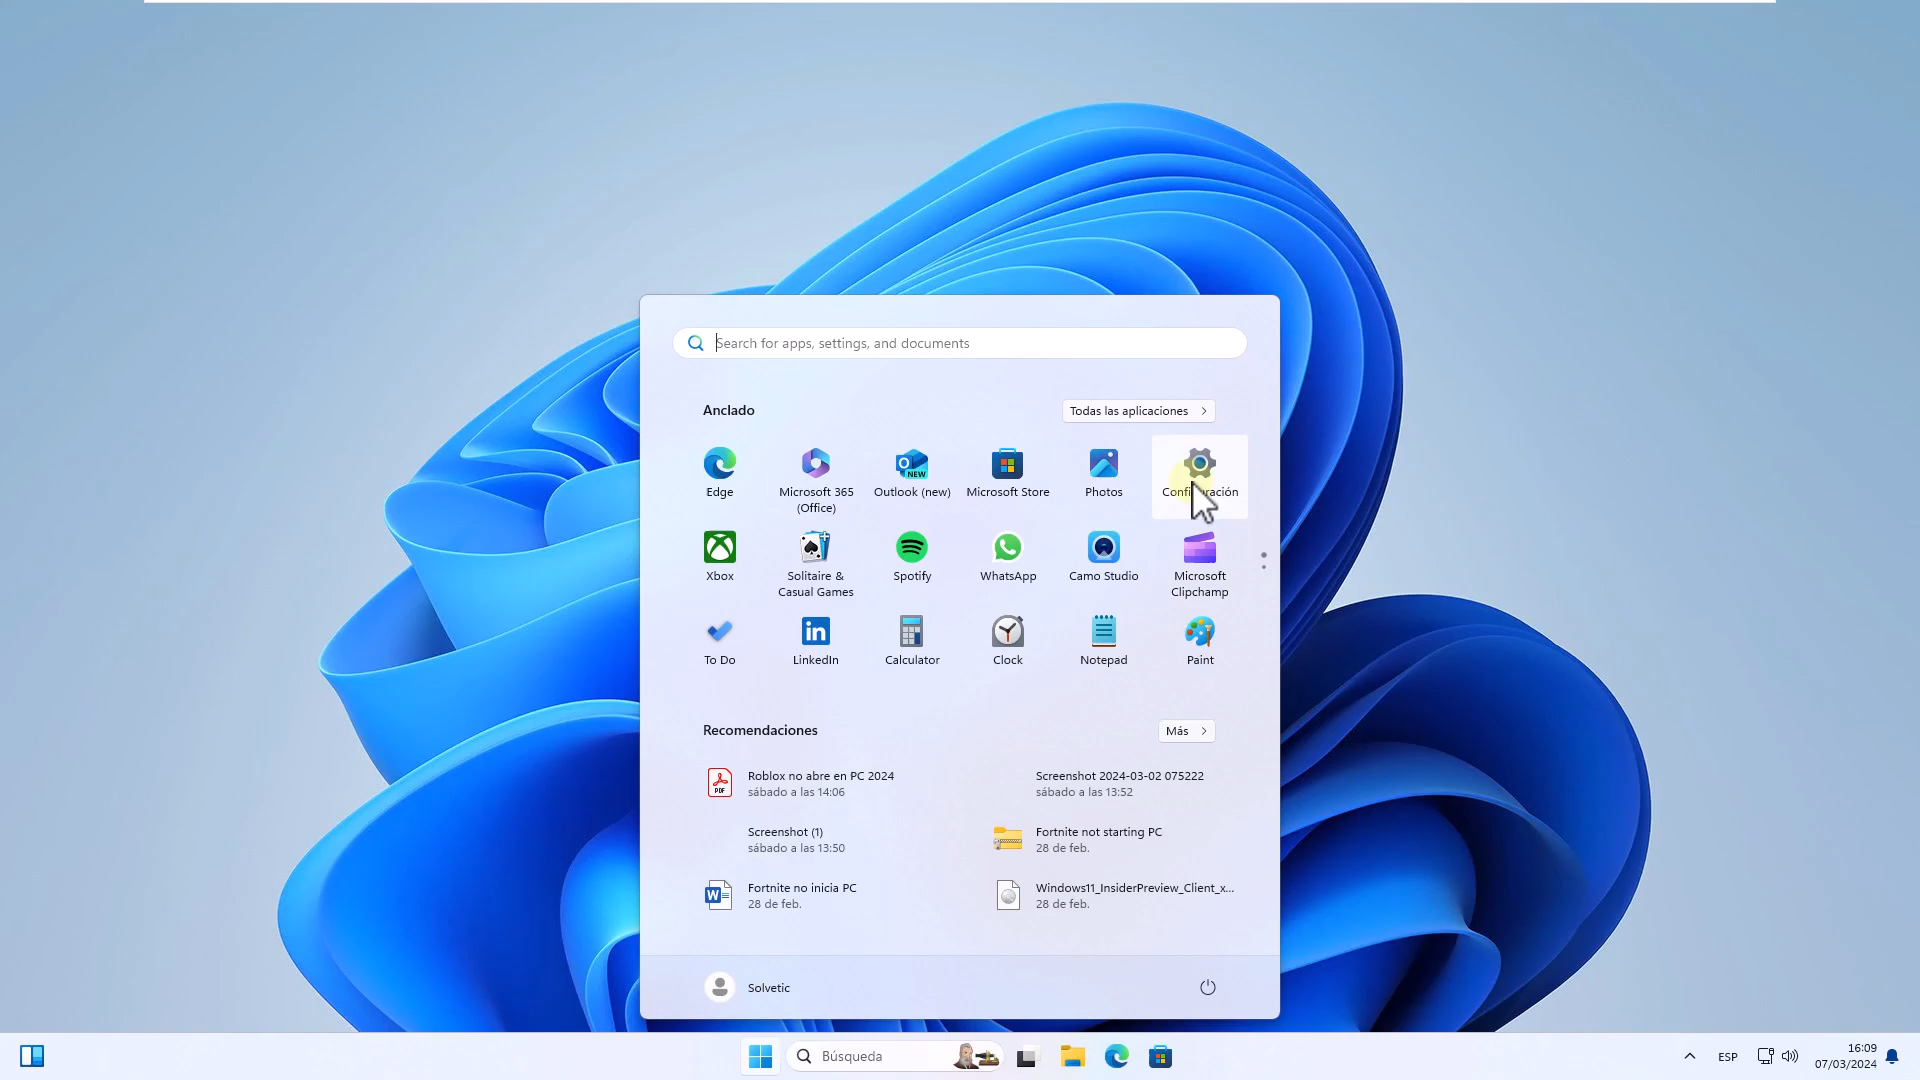 Search for apps, settings, and documents
Anclado
Todas las aplicaciones
Edge
Microsoft 365
(Office)
Outlook (new)
Microsoft Store
Photos
Configuración
Xbox
Solitaire &
Casual Games
Spotify
WhatsApp
Camo Studio
Microsoft
Clipchamp
To Do
LinkedIn
Calculator
Clock
Notepad
Paint
Recomendaciones
Más
Roblox no abre en PC 2024
sábado a las 14:06
Screenshot 2024-03-02 075222
sábado a las 13:52
Screenshot (1)
sábado a las 13:50
Fortnite not starting PC
28 de feb.
Fortnite no inicia PC
28 de feb.
Windows11_InsiderPreview_Client_x...
28 de feb.
Solvetic
Búsqueda
ESP
16:09
07/03/2024